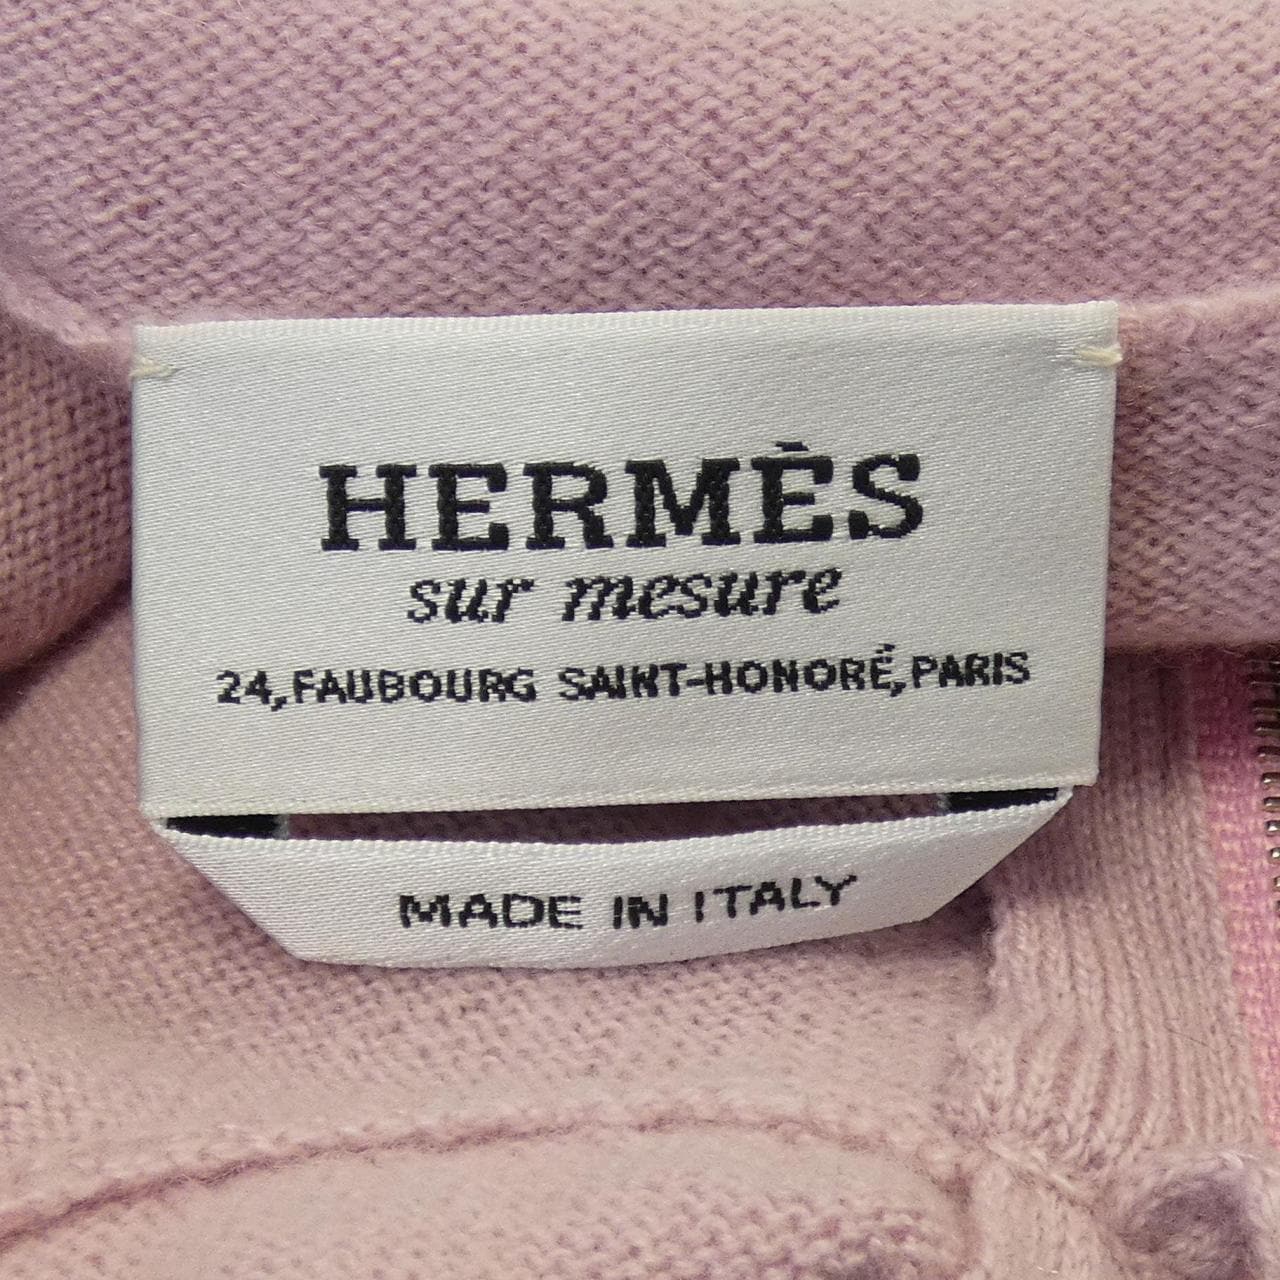 HERMÈS
sur mesure
24,FAUBOURG SAINT-HONORÉ,PARIS
MADE IN ITALY